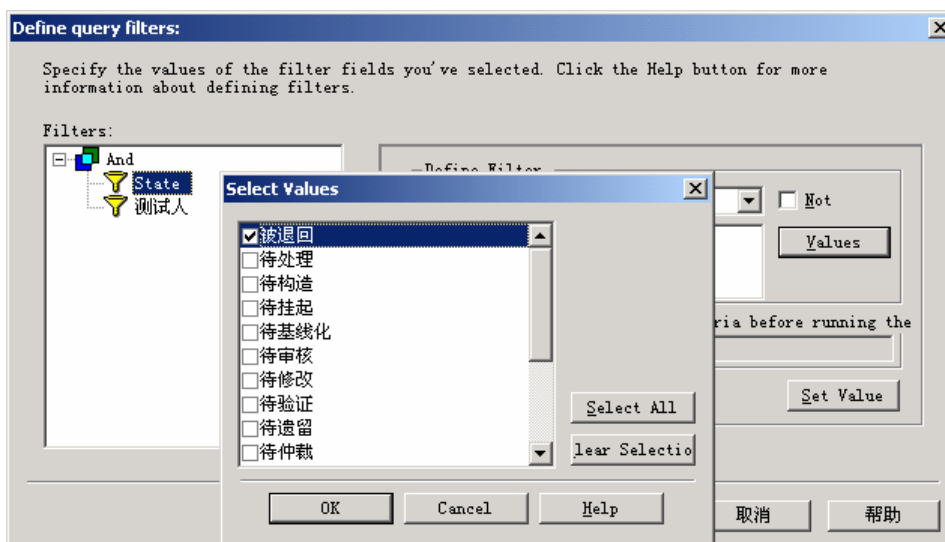 Define query filters:
Specify the values of the filter fields you've selected. Click the Help button for more
information about defining filters.
Filters:
And
State
测试人
Define Filter
Not
Values
ria before running the
Set Value
取消
帮助
Select Values
被退回
待处理
待构造
待挂起
待基线化
待审核
待修改
待验证
待遗留
待仲裁
Select All
lear Selectio
OK
Cancel
Help